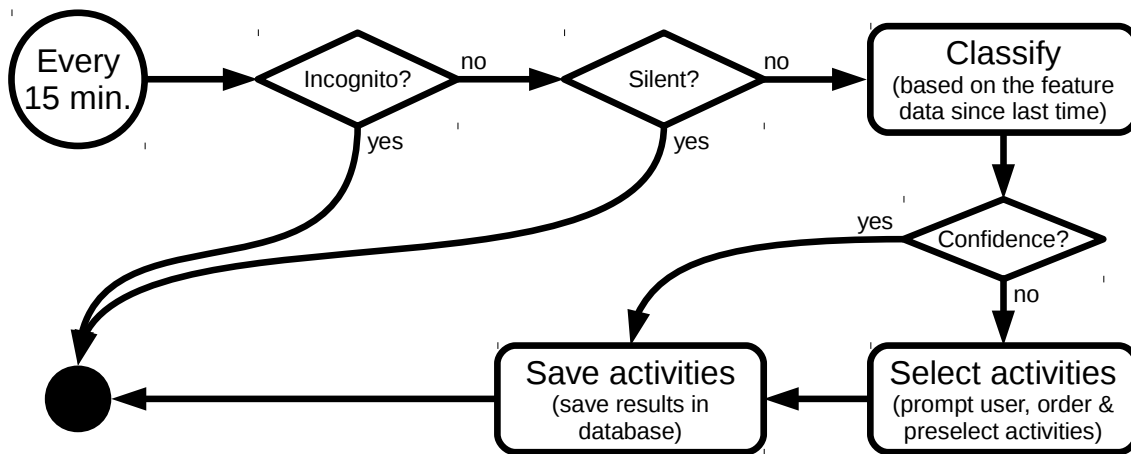 Every
15 min.
Incognito?
no
yes
Silent?
no
yes
Classify
(based on the feature
data since last time)
Confidence?
yes
no
Save activities
(save results in
database)
Select activities
(prompt user, order &
preselect activities)